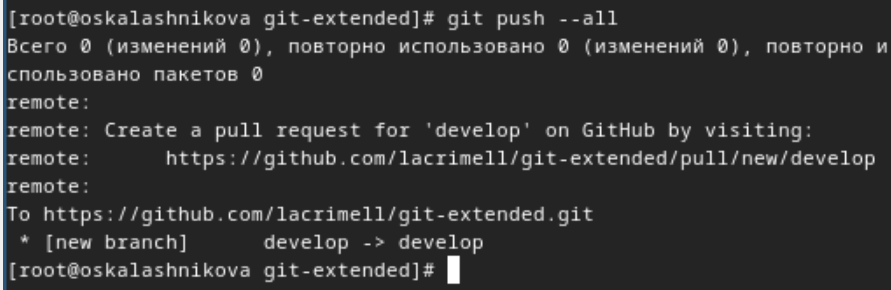 [root@oskalashnikova git-extended]# git push --all
Всего 0 (изменений 0), повторно использовано 0 (изменений 0), повторно и
спользовано пакетов 0
remote:
remote: Create a pull request for 'develop' on GitHub by visiting:
remote:      https://github.com/lacrimell/git-extended/pull/new/develop
remote:
To https://github.com/lacrimell/git-extended.git
 * [new branch]      develop -> develop
[root@oskalashnikova git-extended]#